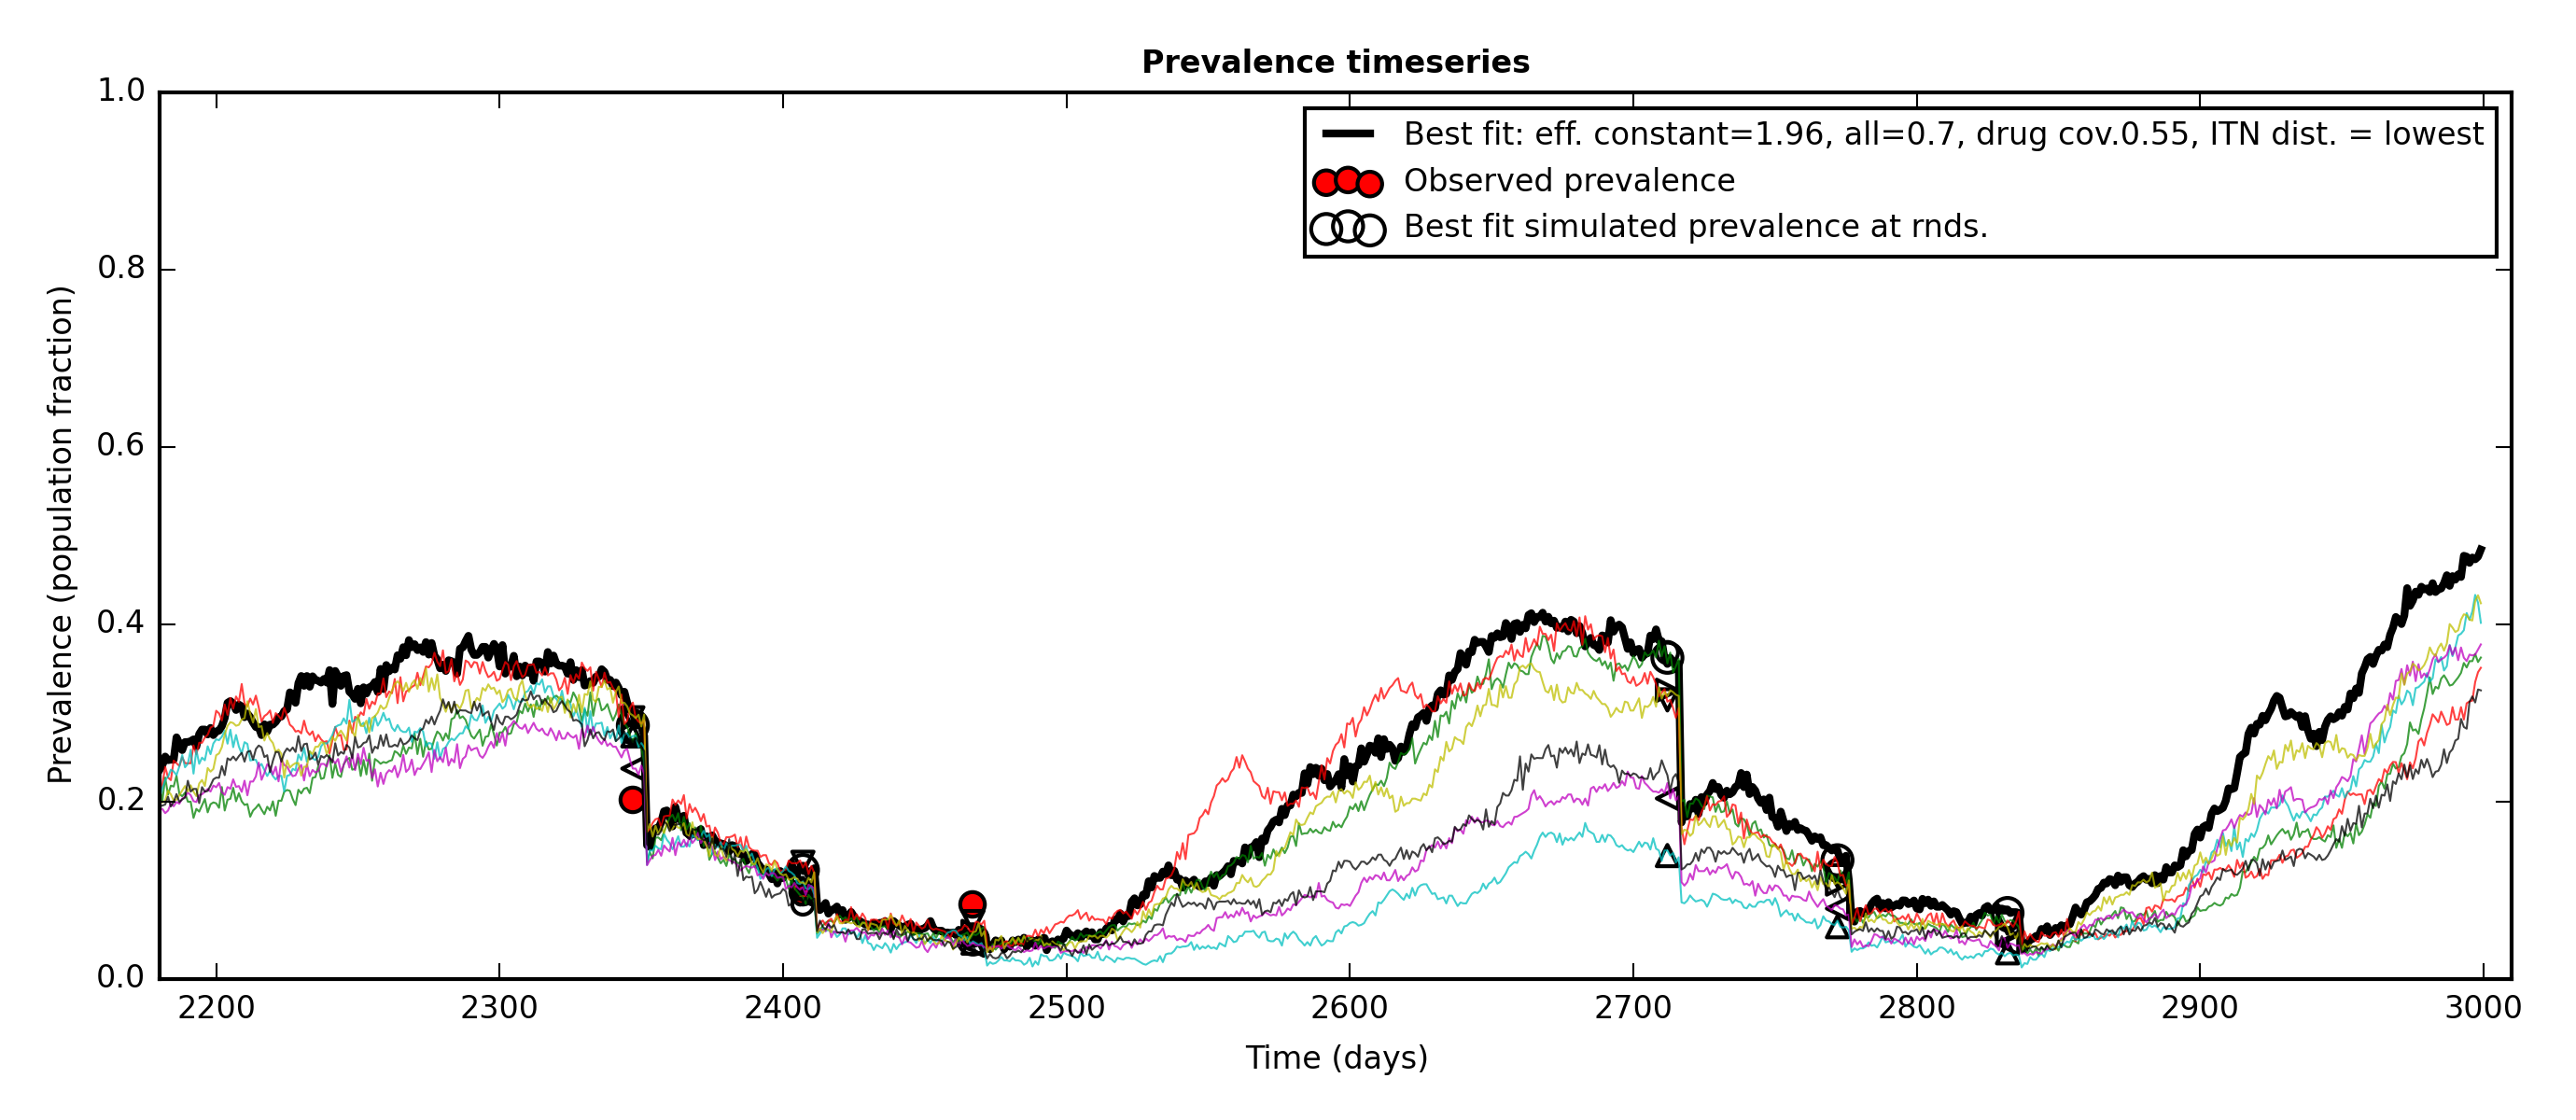 Prevalence timeseries
Best fit: eff. constant=1.96, all=0.7, drug cov.0.55, ITN dist. = lowest
Observed prevalence
Best fit simulated prevalence at rnds.
Prevalence (population fraction)
1.0
0.8
0.6
0.4
0.2
0.0
2200 2300 2400 2500 2600 2700 2800 2900 3000
Time (days)